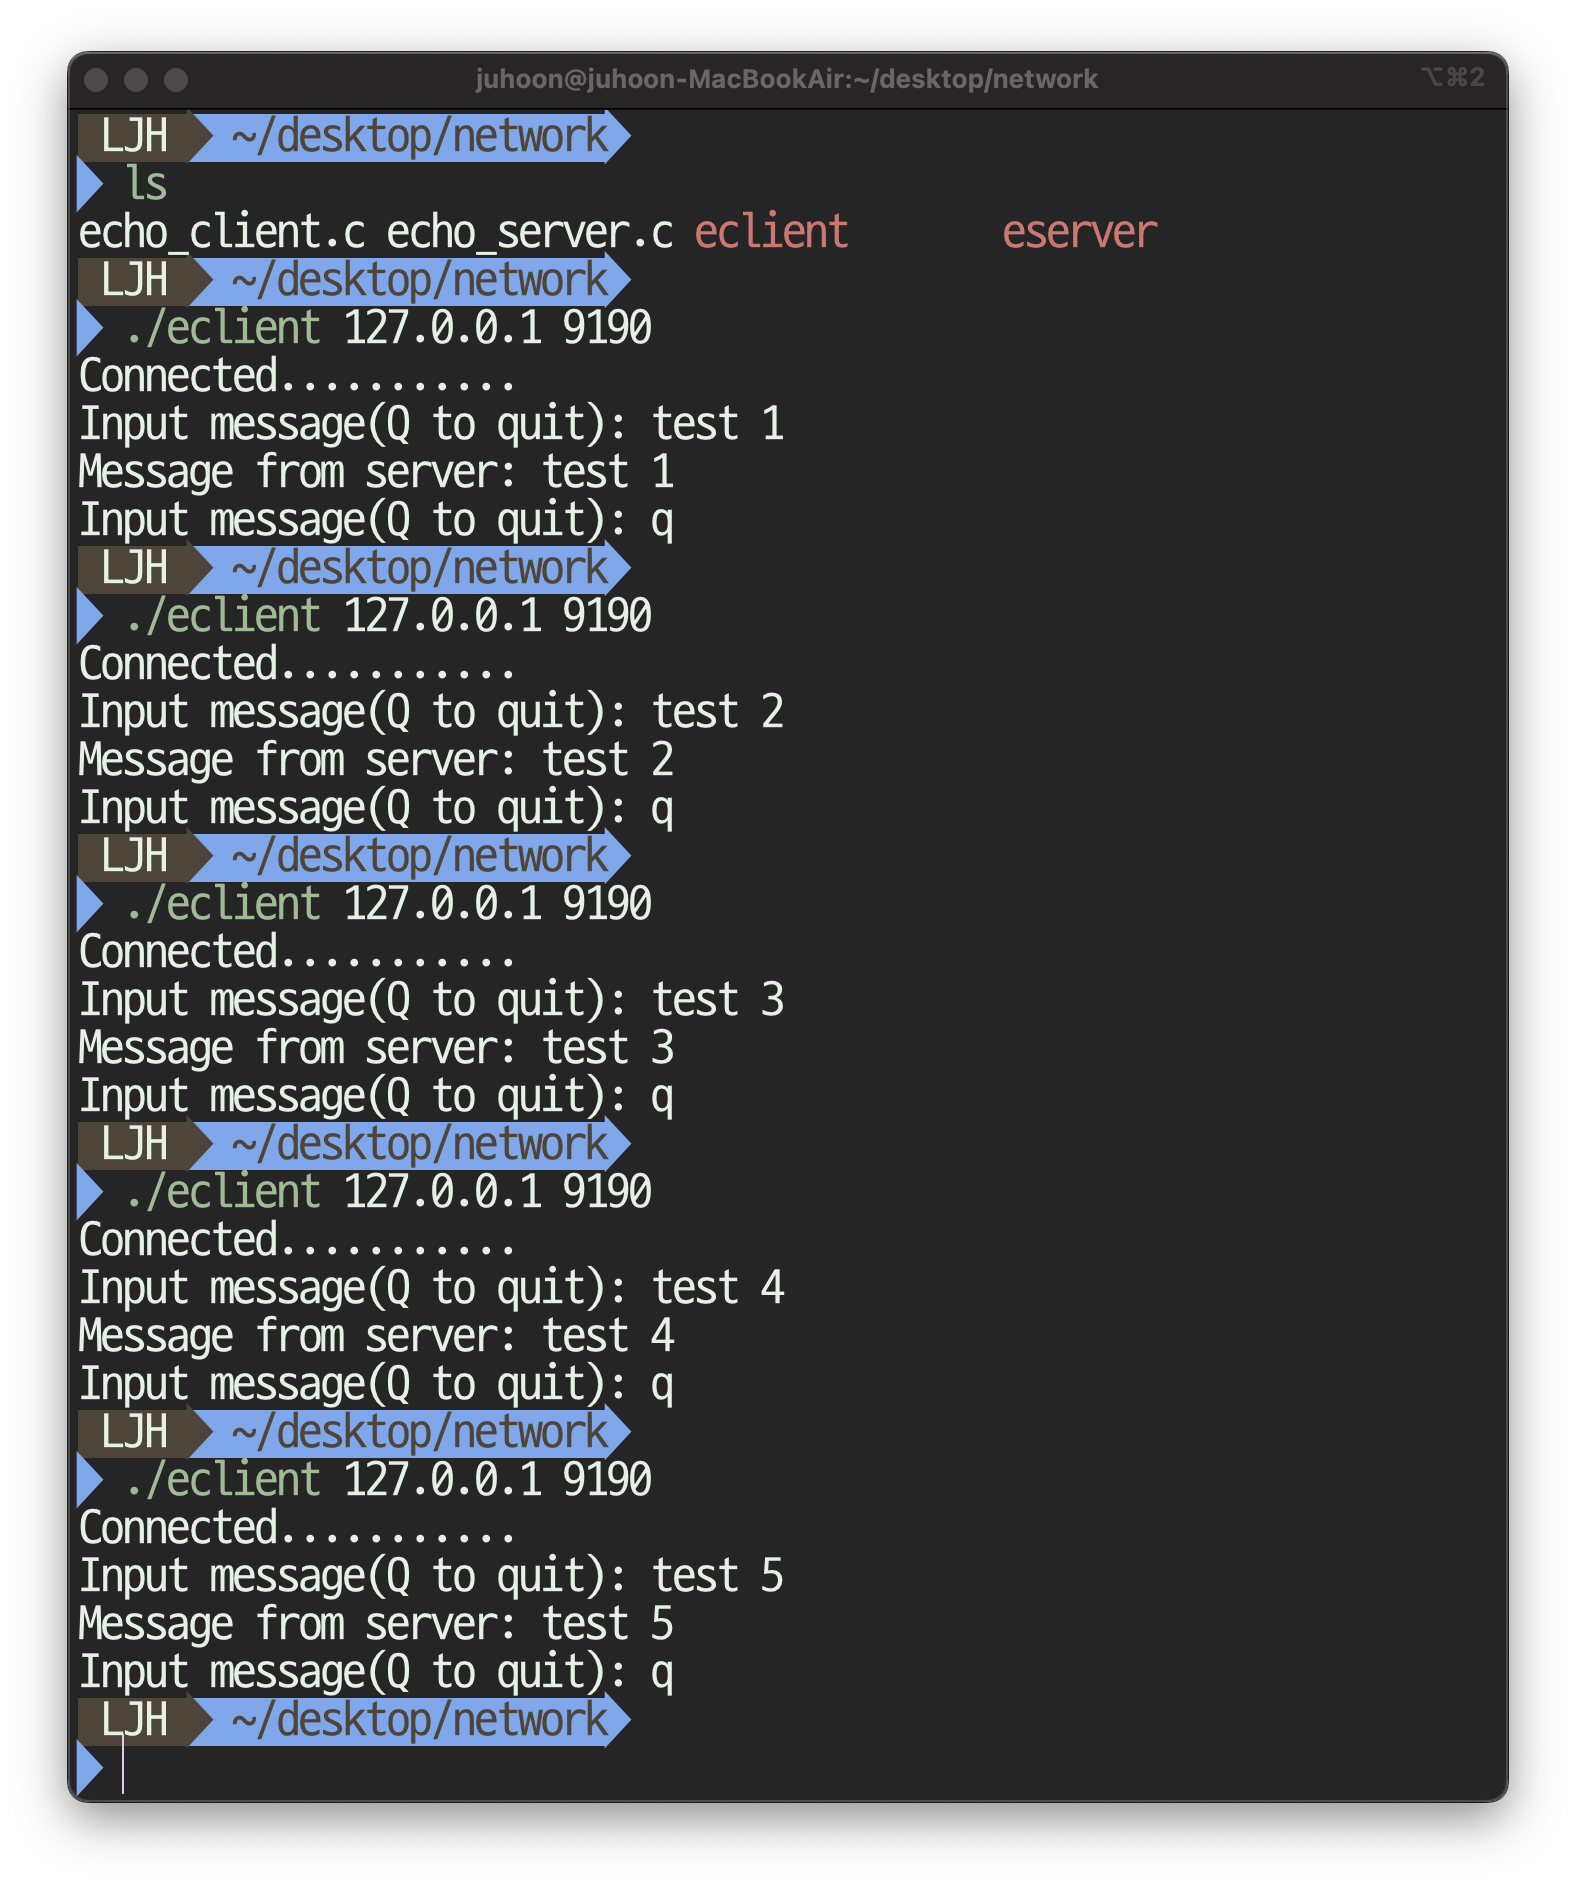 juhoon@juhoon-MacBookAir:~/desktop/network ⌥⌘2
LJH ~/desktop/network
ls
echo_client.c echo_server.c eclient eserver
LJH ~/desktop/network
./eclient 127.0.0.1 9190
Connected...........
Input message(Q to quit): test 1
Message from server: test 1
Input message(Q to quit): q
LJH ~/desktop/network
./eclient 127.0.0.1 9190
Connected...........
Input message(Q to quit): test 2
Message from server: test 2
Input message(Q to quit): q
LJH ~/desktop/network
./eclient 127.0.0.1 9190
Connected...........
Input message(Q to quit): test 3
Message from server: test 3
Input message(Q to quit): q
LJH ~/desktop/network
./eclient 127.0.0.1 9190
Connected...........
Input message(Q to quit): test 4
Message from server: test 4
Input message(Q to quit): q
LJH ~/desktop/network
./eclient 127.0.0.1 9190
Connected...........
Input message(Q to quit): test 5
Message from server: test 5
Input message(Q to quit): q
LJH ~/desktop/network